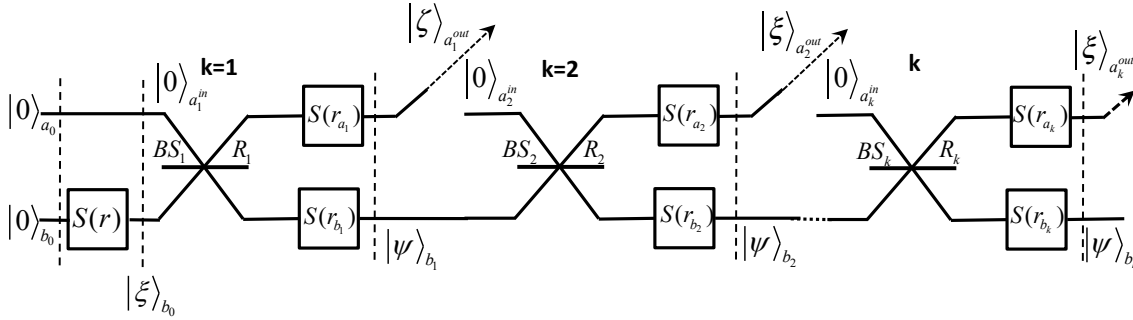 |ζ⟩_{a_1^{out}} |ξ⟩_{a_2^{out}} |ξ⟩_{a_k^{out}}
k=1 k=2 k
|0⟩_{a_1^{in}} |0⟩_{a_2^{in}} |0⟩_{a_k^{in}}
|0⟩_{a_0} S(r_{a_1}) S(r_{a_2}) S(r_{a_k})
BS_1 R_1 BS_2 R_2 BS_k R_k
|0⟩_{b_0} S(r) S(r_{b_1}) S(r_{b_2}) S(r_{b_k})
|ψ⟩_{b_1} |ψ⟩_{b_2} |ψ⟩_b
|ξ⟩_{b_0}